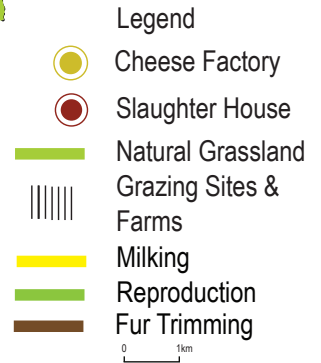 Legend
Cheese Factory
Slaughter House
Natural Grassland
Grazing Sites &
Farms
Milking
Reproduction
Fur Trimming
0 1km